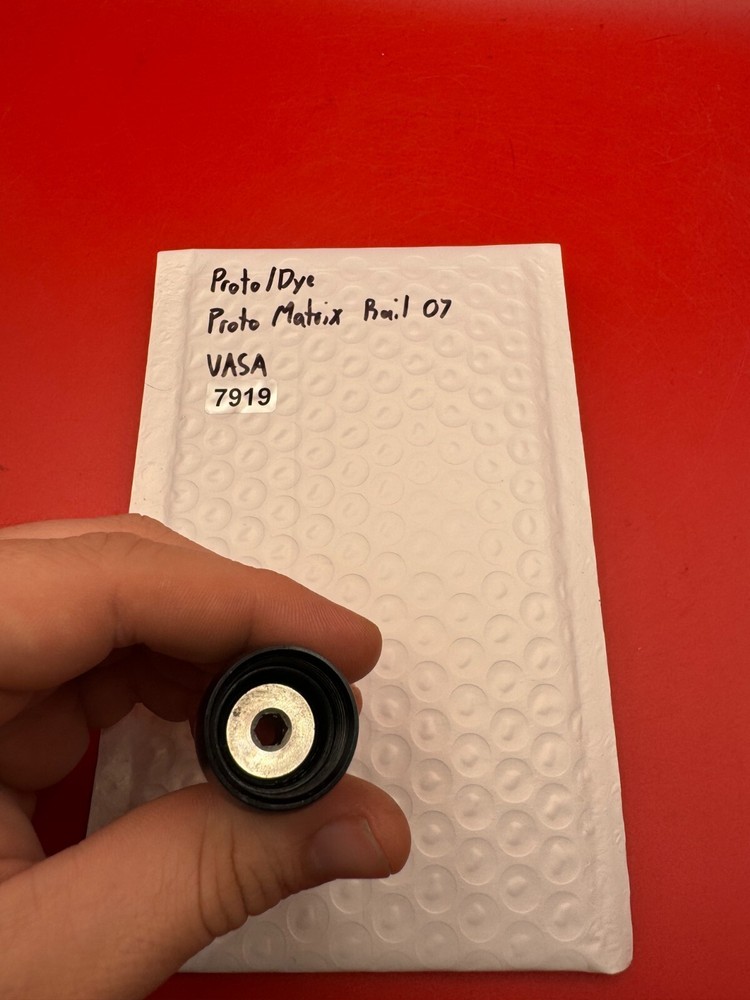 Proto/Dye
Proto Matrix Rail 07
VASA
7919